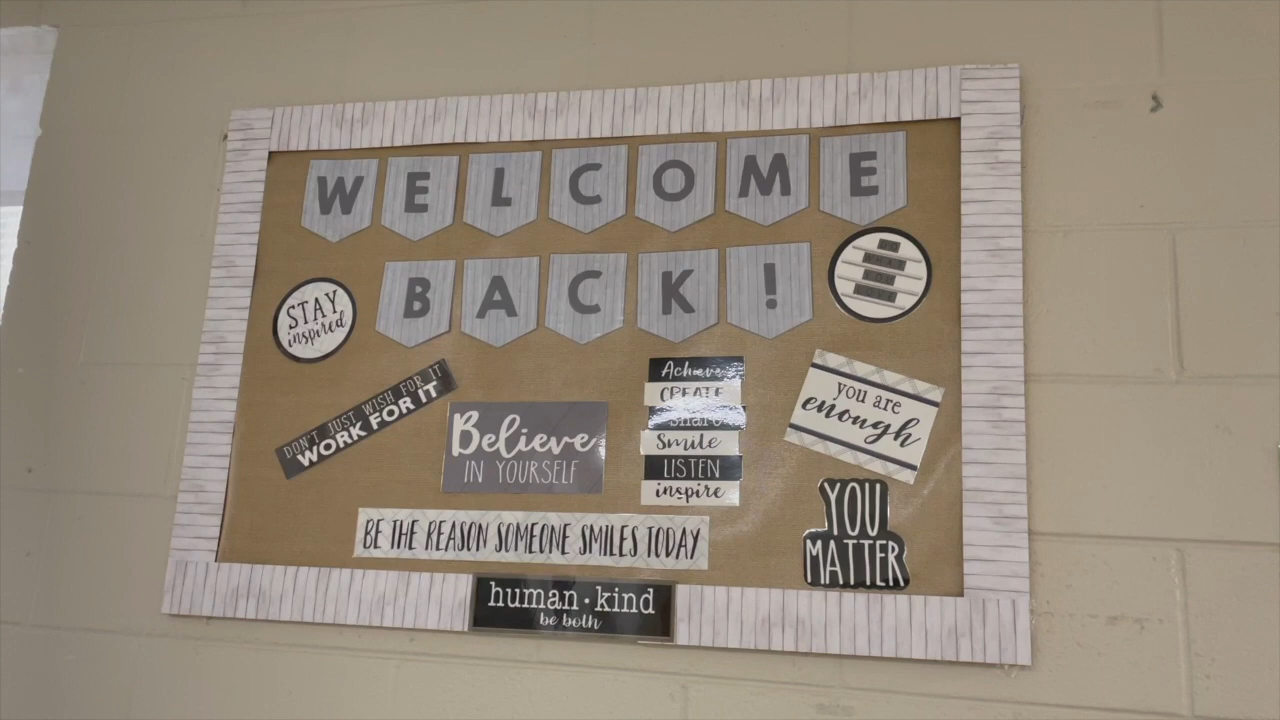 WELCOME
BACK!
STAY
inspired
DON'T JUST WISH FOR IT
WORK FOR IT
Believe
IN YOURSELF
Achieve
CREATE
share
Smile
LISTEN
inspire
you are
enough
BE THE REASON SOMEONE SMILES TODAY
YOU
MATTER
human·kind
be both